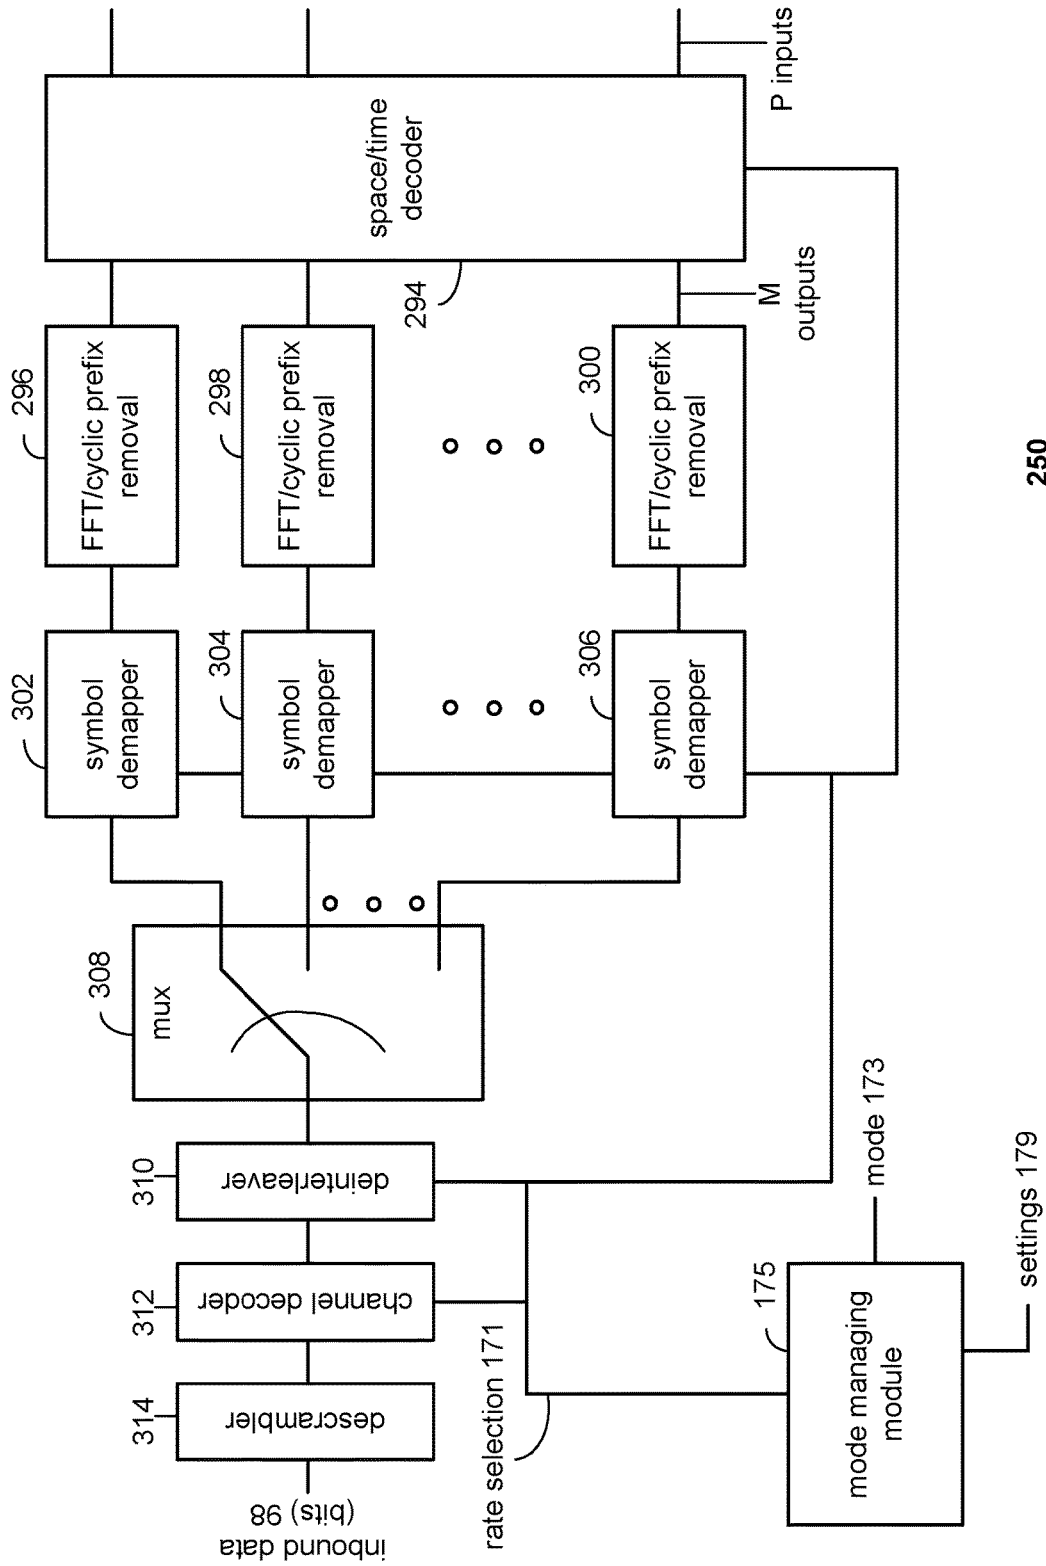 inbound data
(bits) 98
314
descrambler
312
channel decoder
310
deinterleaver
308
mux
302
symbol
demapper
304
symbol
demapper
306
symbol
demapper
296
FFT/cyclic prefix
removal
298
FFT/cyclic prefix
removal
300
FFT/cyclic prefix
removal
294
space/time
decoder
M
outputs
P inputs
rate selection 171
175
mode managing
module
mode 173
settings 179
250